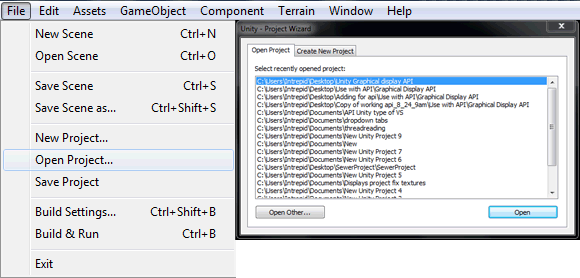 File Edit Assets GameObject Component Terrain Window Help
New Scene Ctrl+N
Open Scene Ctrl+O
Save Scene Ctrl+S
Save Scene as... Ctrl+Shift+S
New Project...
Open Project...
Save Project
Build Settings... Ctrl+Shift+B
Build & Run Ctrl+B
Exit
Unity - Project Wizard
Open Project Create New Project
Select recently opened project:
C:\Users\Intrepid\Desktop\Unity Graphical display API
C:\Users\Intrepid\Desktop\Use with API\Graphical Display API
C:\Users\Intrepid\Desktop\Adding for api\Use with API\Graphical Display API
C:\Users\Intrepid\Desktop\Copy of working api_8_24_9am\Use with API\Graphical Display API
C:\Users\Intrepid\Documents\API Unity type of VS
C:\Users\Intrepid\Documents\dropdown tabs
C:\Users\Intrepid\Documents\threadreading
C:\Users\Intrepid\Documents\New Unity Project 9
C:\Users\Intrepid\Documents\New
C:\Users\Intrepid\Documents\New Unity Project 7
C:\Users\Intrepid\Documents\New Unity Project 6
C:\Users\Intrepid\Desktop\SewerProject\SewerProject
C:\Users\Intrepid\Documents\New Unity Project 5
C:\Users\Intrepid\Documents\Displays project fix textures
C:\Users\Intrepid\Documents\New Unity Project 4
Open Other... Open